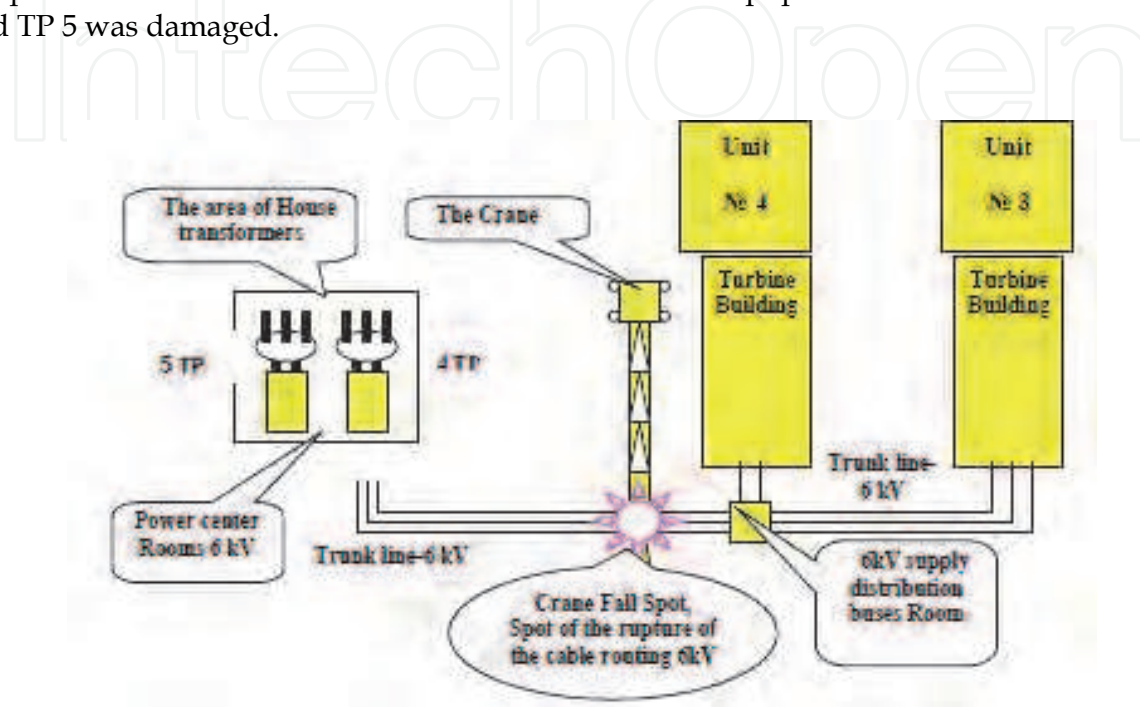 d TP 5 was damaged.
IntechOpen
Unit
№ 4
Unit
№ 3
The area of House
transformers
The Crane
Turbine
Building
Turbine
Building
5 TP
4 TP
Trunk line-
6 kV
Power center
Rooms 6 kV
Trunk line-6 kV
6kV supply
distribution
buses Room
Crane Fall Spot,
Spot of the rupture of
the cable routing 6kV